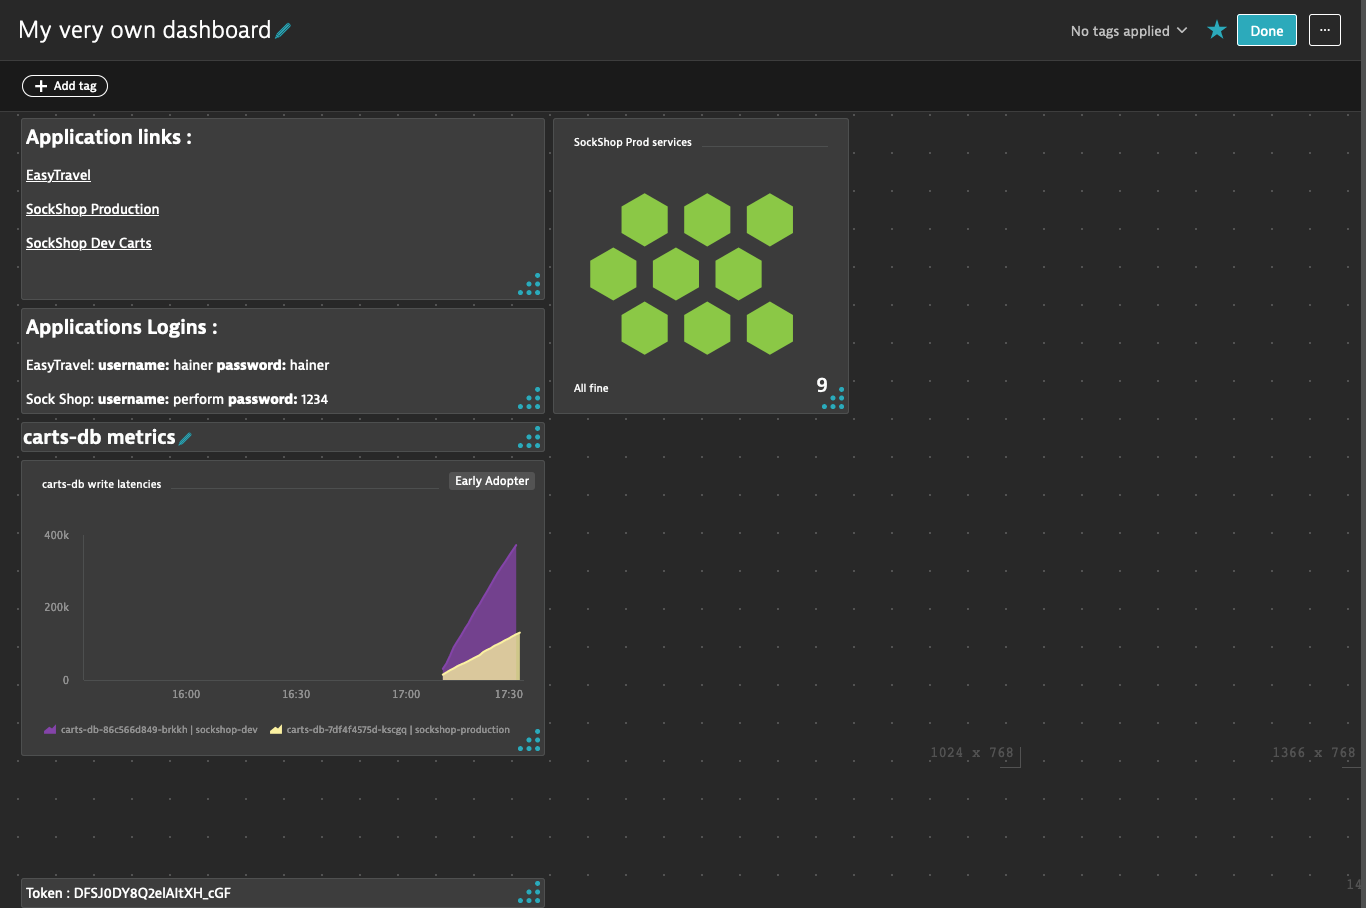 My very own dashboard
No tags applied
Done
...
Add tag
Application links :
EasyTravel
SockShop Production
SockShop Dev Carts
Applications Logins :
EasyTravel: username: hainer password: hainer
Sock Shop: username: perform password: 1234
SockShop Prod services
All fine
9
carts-db metrics
carts-db write latencies
Early Adopter
400k
200k
0
16:00
16:30
17:00
17:30
carts-db-86c566d849-brkkh | sockshop-dev
carts-db-7df4f4575d-kscgq | sockshop-production
1024 x 768
1366 x 768
Token : DFSJ0DY8Q2elAItXH_cGF
14